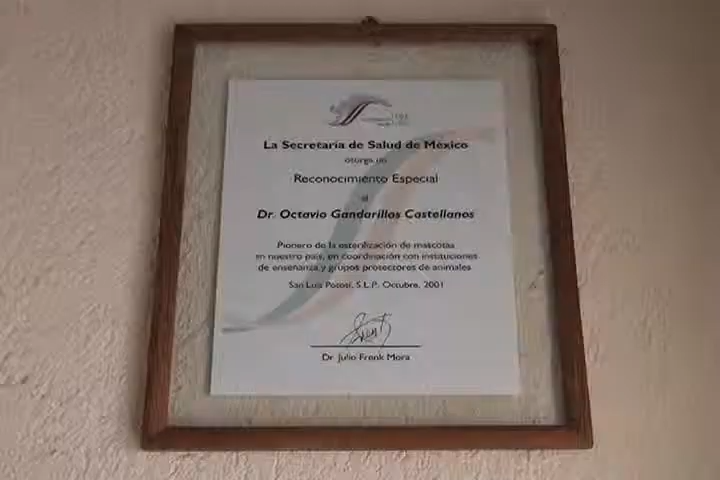 La Secretaría de Salud de México
otorga un
Reconocimiento Especial
al
Dr. Octavio Gandarillas Castellanos
Pionero de la esterilización de mascotas
en nuestro país, en coordinación con instituciones
de enseñanza y grupos protectores de animales
San Luis Potosí, S.L.P. Octubre, 2001
Dr. Julio Frenk Mora